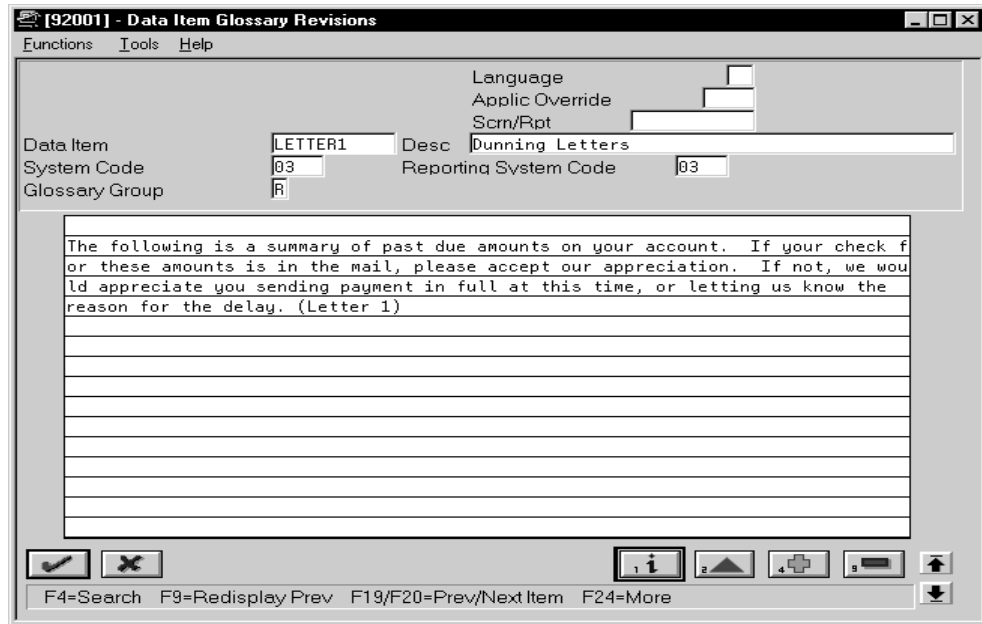 [92001] - Data Item Glossary Revisions
Functions Tools Help
Language
Applic Override
Scrn/Rpt
Data Item LETTER1 Desc Dunning Letters
System Code 03 Reporting System Code 03
Glossary Group R
The following is a summary of past due amounts on your account. If your check f
or these amounts is in the mail, please accept our appreciation. If not, we wou
ld appreciate you sending payment in full at this time, or letting us know the
reason for the delay. (Letter 1)
1 i 2 4 9
F4=Search F9=Redisplay Prev F19/F20=Prev/Next Item F24=More